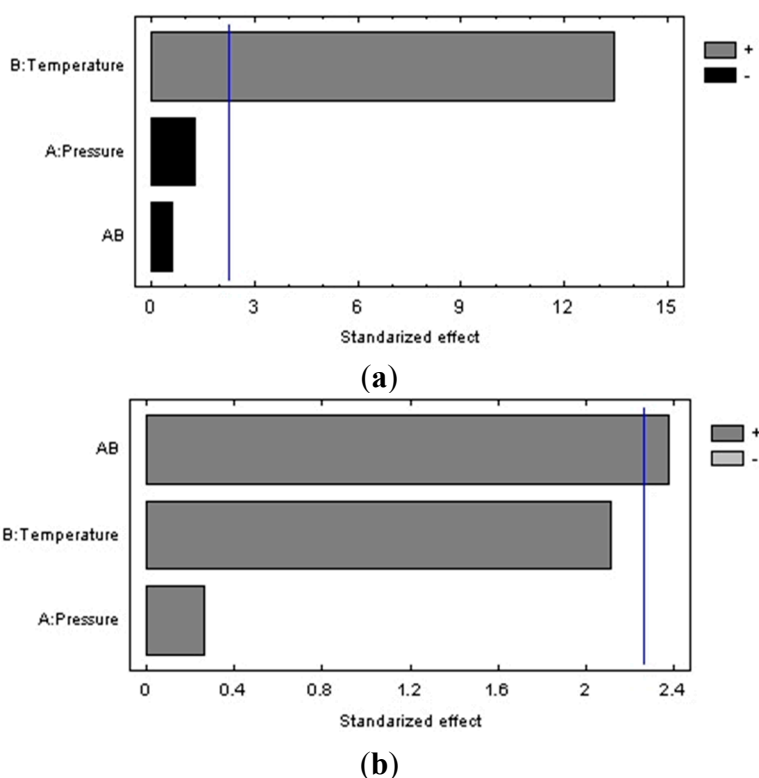 B:Temperature
+
-
A:Pressure
AB
0 3 6 9 12 15
Standarized effect
(a)
AB
+
-
B:Temperature
A:Pressure
0 0.4 0.8 1.2 1.6 2 2.4
Standarized effect
(b)